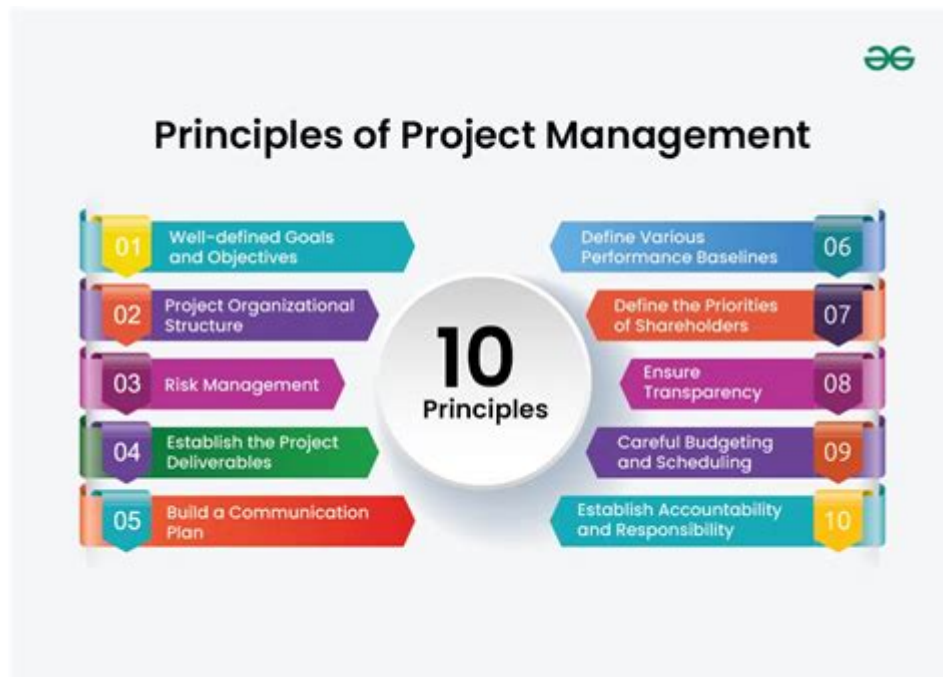 Principles of Project Management
01
Well-defined Goals
and Objectives
02
Project Organizational
Structure
03
Risk Management
04
Establish the Project
Deliverables
05
Build a Communication
Plan
10
Principles
Define Various
Performance Baselines
06
Define the Priorities
of Shareholders
07
Ensure
Transparency
08
Careful Budgeting
and Scheduling
09
Establish Accountability
and Responsibility
10